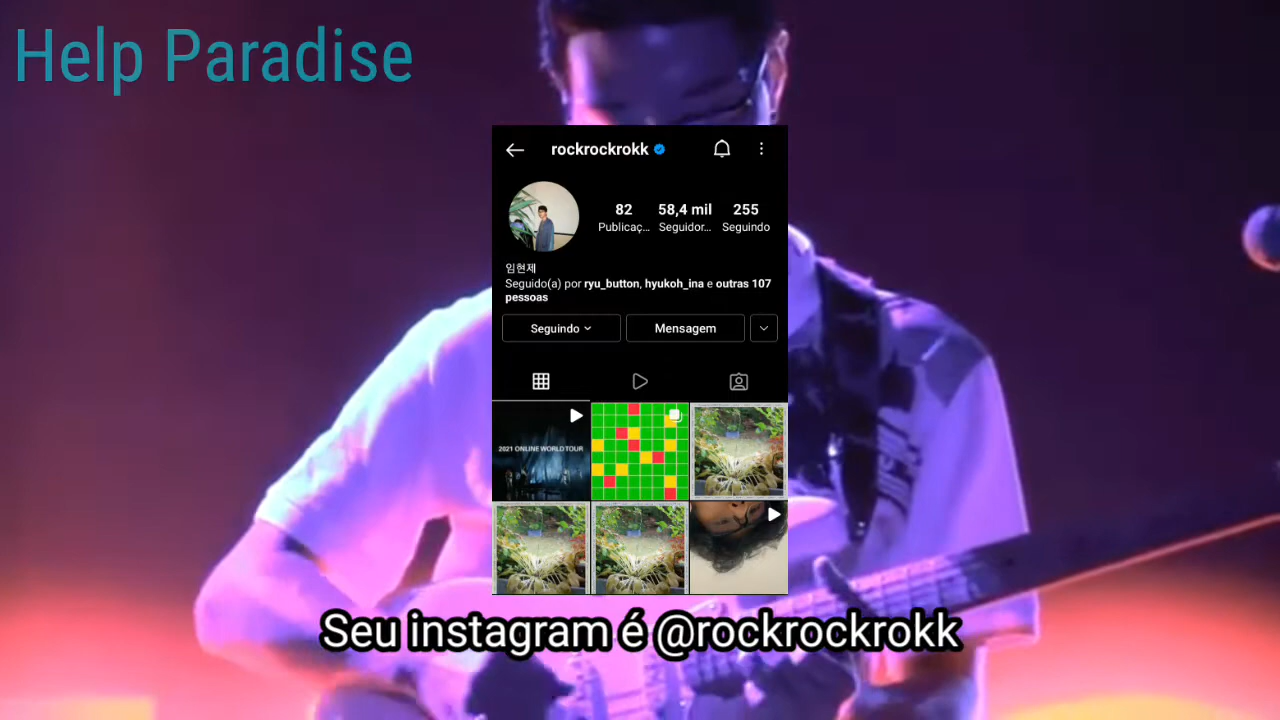 Help Paradise
rockrockrokk
82 58,4 mil 255
Publicaç... Seguidor... Seguindo
임현제
Seguido(a) por ryu_button, hyukoh_ina e outras 107
pessoas
Seguindo Mensagem
2021 ONLINE WORLD TOUR
Seu instagram é @rockrockrokk